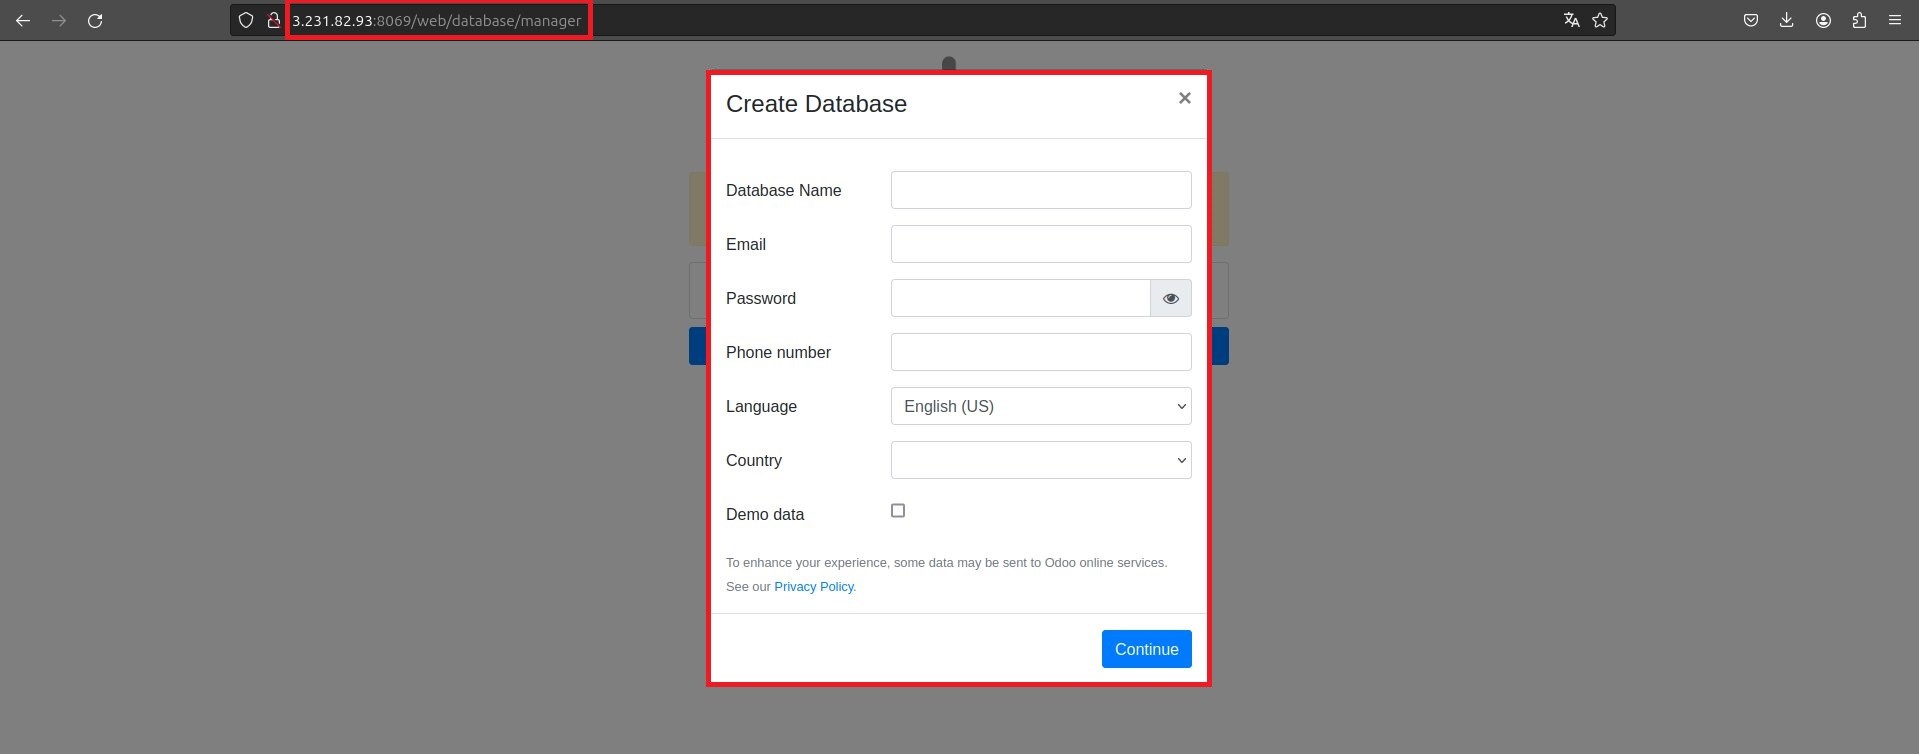 3.231.82.93:8069/web/database/manager
Create Database ×
Database Name
Email
Password
Phone number
Language English (US)
Country
Demo data
To enhance your experience, some data may be sent to Odoo online services.
See our Privacy Policy.
Continue